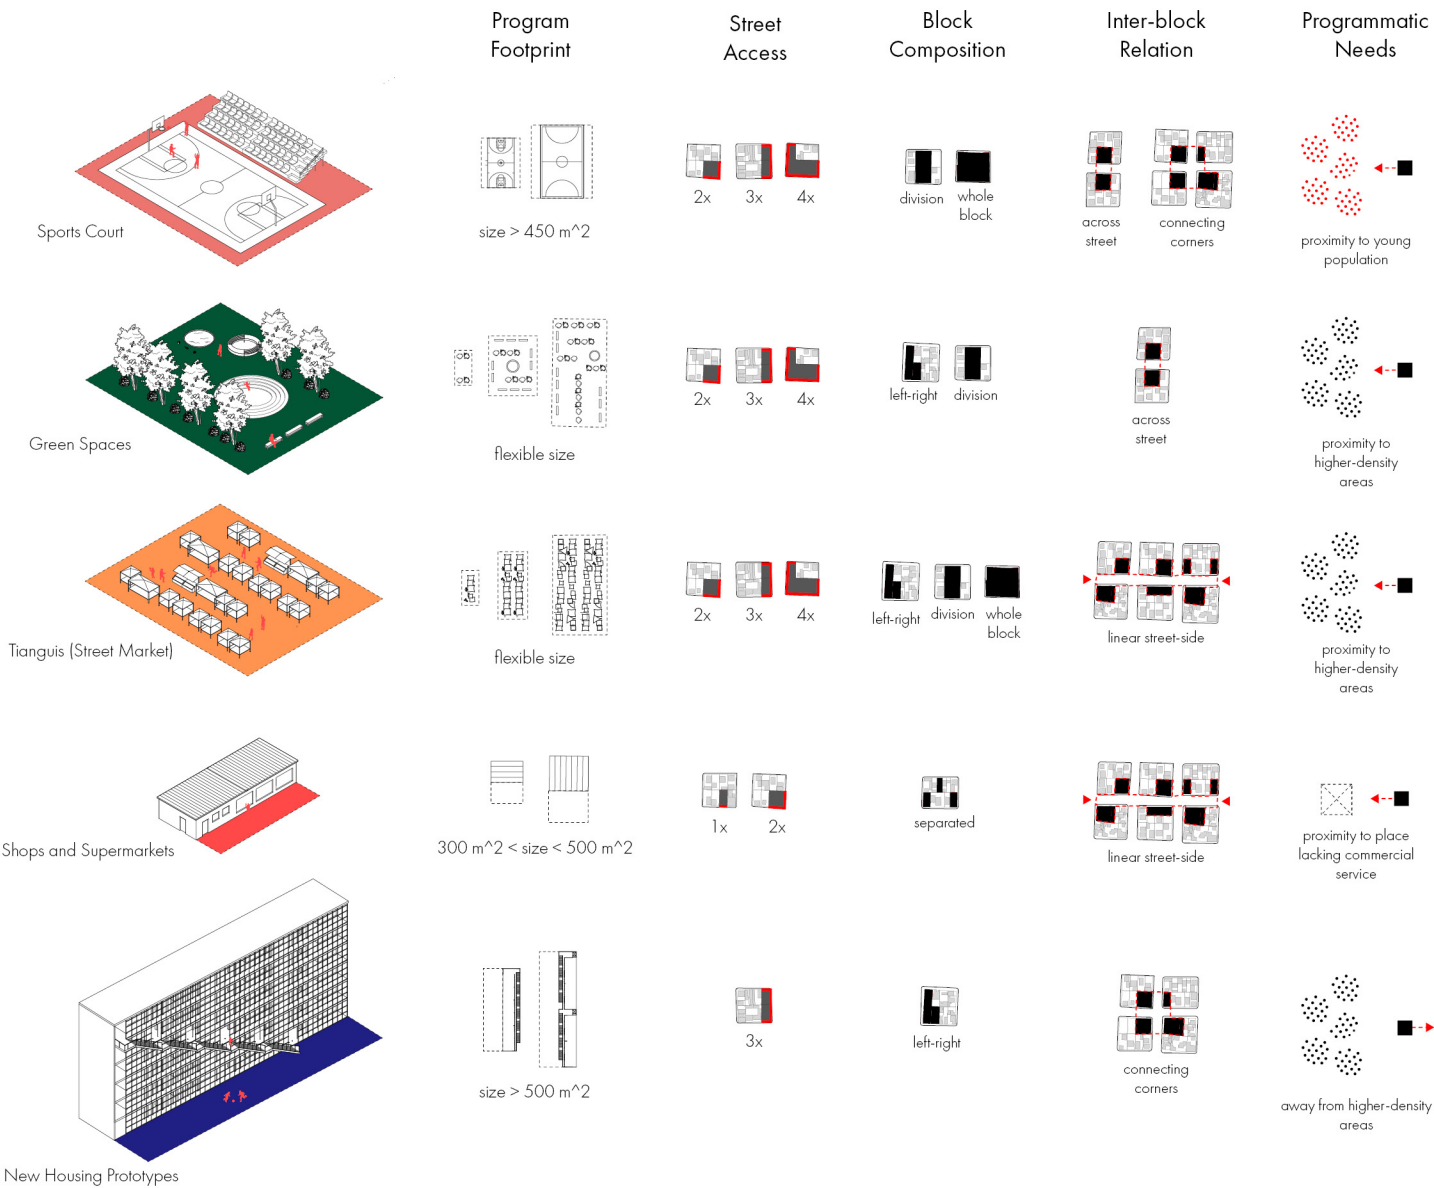 Program
Footprint
Street
Access
Block
Composition
Inter-block
Relation
Programmatic
Needs
Sports Court
size > 450 m^2
2x
3x
4x
division
whole
block
across
street
connecting
corners
proximity to young
population
Green Spaces
flexible size
2x
3x
4x
left-right
division
across
street
proximity to
higher-density
areas
Tianguis (Street Market)
flexible size
2x
3x
4x
left-right
division
whole
block
linear street-side
proximity to
higher-density
areas
Shops and Supermarkets
300 m^2 < size < 500 m^2
1x
2x
separated
linear street-side
proximity to place
lacking commercial
service
New Housing Prototypes
size > 500 m^2
3x
left-right
connecting
corners
away from higher-density
areas